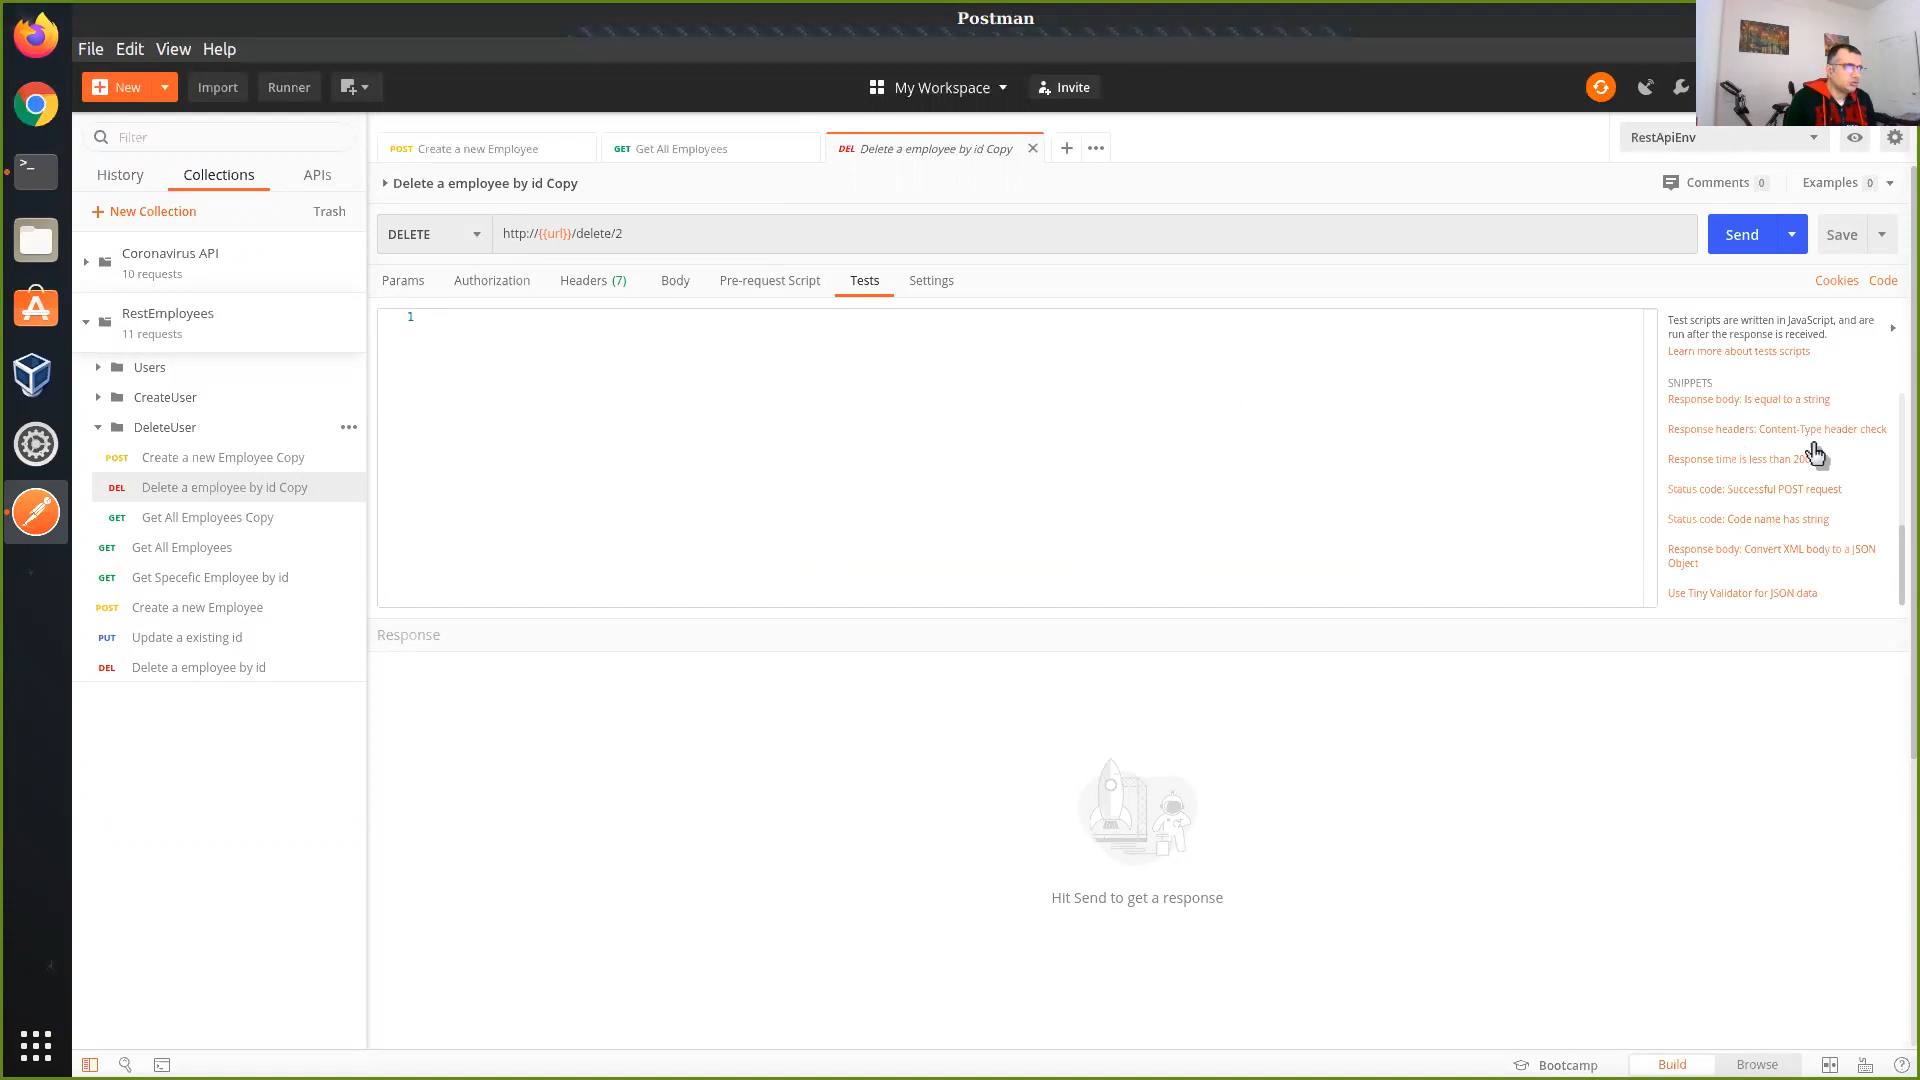 Postman
File Edit View Help
New Import Runner My Workspace Invite
Filter
History Collections APIs
New Collection Trash
Coronavirus API
10 requests
RestEmployees
11 requests
Users
CreateUser
DeleteUser
POST Create a new Employee Copy
DEL Delete a employee by id Copy
GET Get All Employees Copy
GET Get All Employees
GET Get Specefic Employee by id
POST Create a new Employee
PUT Update a existing id
DEL Delete a employee by id
POST Create a new Employee GET Get All Employees DEL Delete a employee by id Copy
RestApiEnv
Delete a employee by id Copy
Comments 0 Examples 0
DELETE http://{{url}}/delete/2 Send Save
Params Authorization Headers (7) Body Pre-request Script Tests Settings
Cookies Code
1
Test scripts are written in JavaScript, and are
run after the response is received.
Learn more about tests scripts
SNIPPETS
Response body: Is equal to a string
Response headers: Content-Type header check
Response time is less than
Status code: Successful POST request
Status code: Code name has string
Response body: Convert XML body to a JSON
Object
Use Tiny Validator for JSON data
Response
Hit Send to get a response
Bootcamp Build Browse